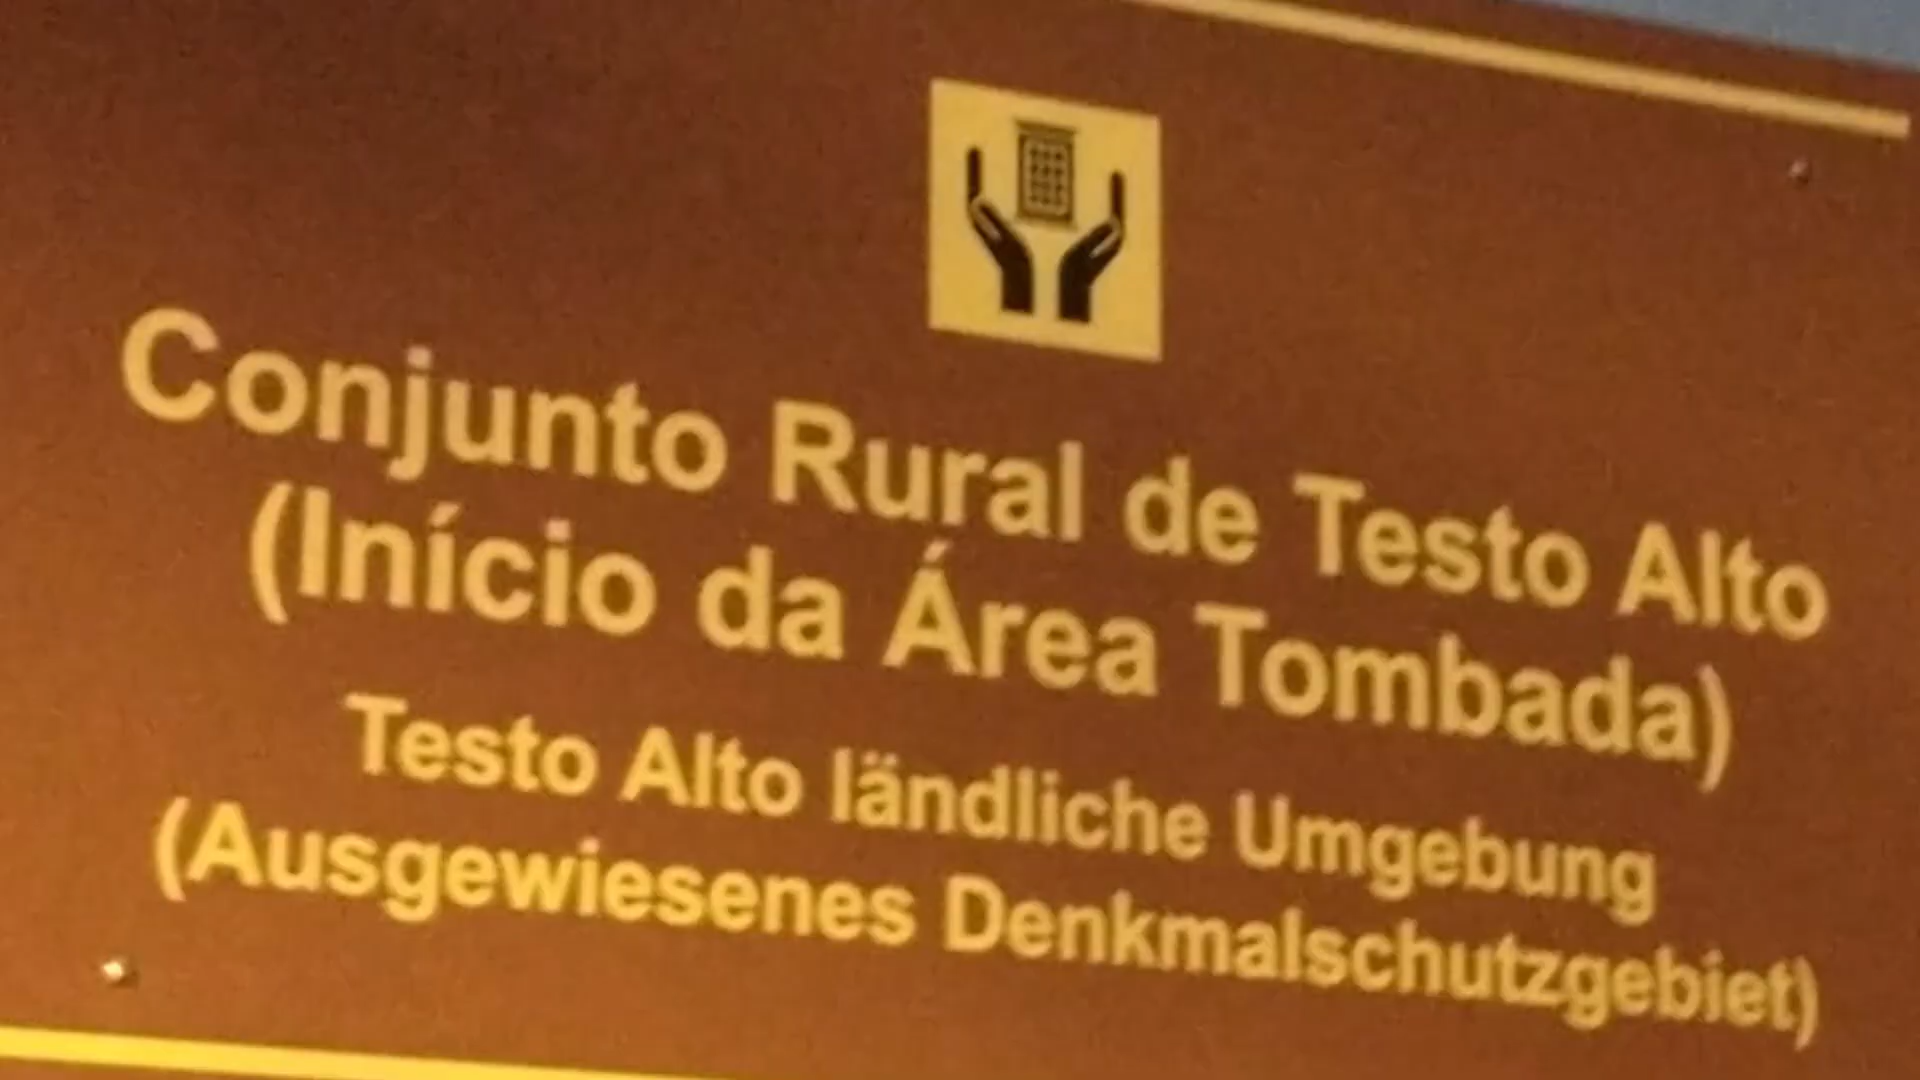 Conjunto Rural de Testo Alto
(Início da Área Tombada)
Testo Alto ländliche Umgebung
(Ausgewiesenes Denkmalschutzgebiet)